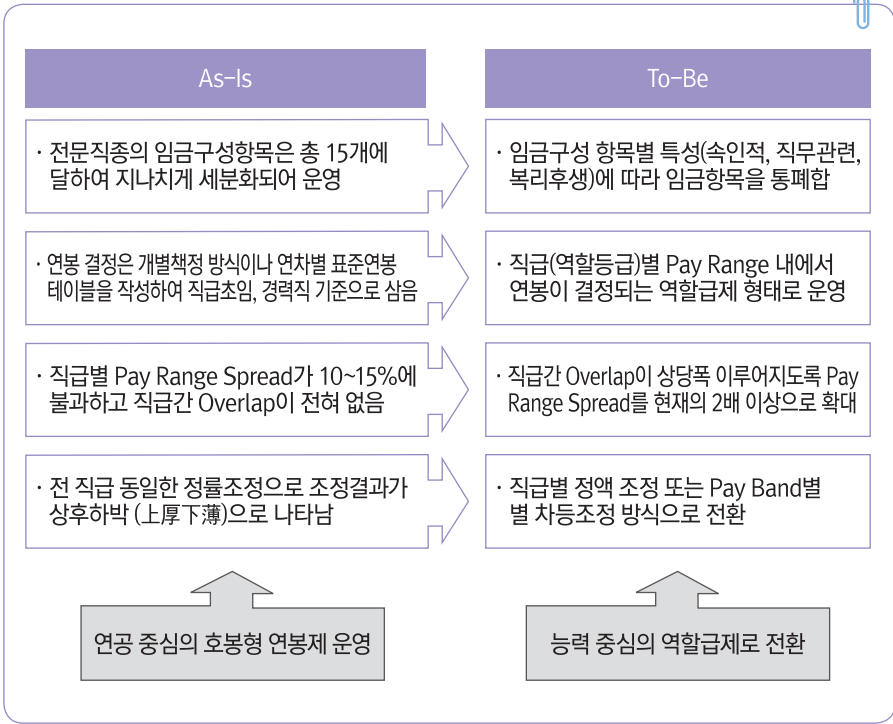 As-Is
To-Be
· 전문직종의 임금구성항목은 총 15개에
달하여 지나치게 세분화되어 운영
· 임금구성 항목별 특성(속인적, 직무관련,
복리후생)에 따라 임금항목을 통폐합
· 연봉 결정은 개별책정 방식이나 연차별 표준연봉
테이블을 작성하여 직급초임, 경력직 기준으로 삼음
· 직급(역할등급)별 Pay Range 내에서
연봉이 결정되는 역할급제 형태로 운영
· 직급별 Pay Range Spread가 10~15%에
불과하고 직급간 Overlap이 전혀 없음
· 직급간 Overlap이 상당폭 이루어지도록 Pay
Range Spread를 현재의 2배 이상으로 확대
· 전 직급 동일한 정률조정으로 조정결과가
상후하박 (上厚下薄)으로 나타남
· 직급별 정액 조정 또는 Pay Band별
별 차등조정 방식으로 전환
연공 중심의 호봉형 연봉제 운영
능력 중심의 역할급제로 전환